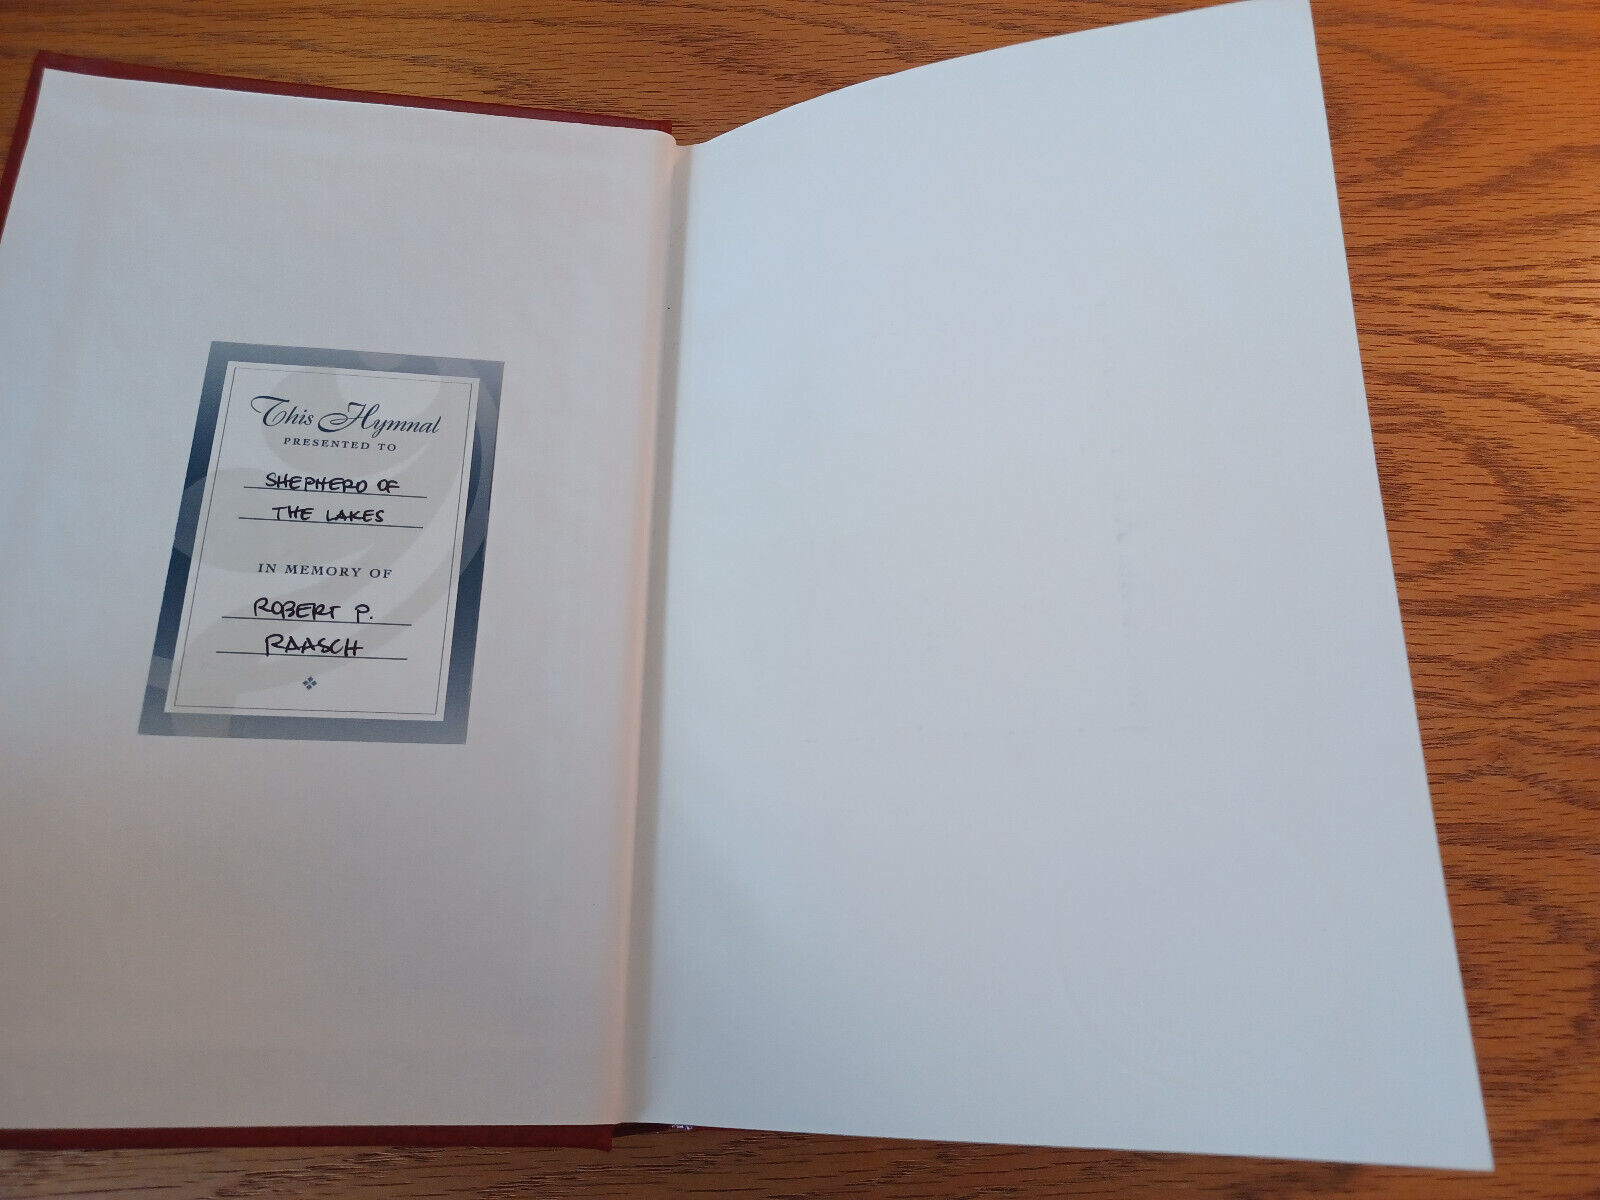 This Hymnal
PRESENTED TO
SHEPHERD OF
THE LAKES
IN MEMORY OF
ROBERT P.
RAASCH